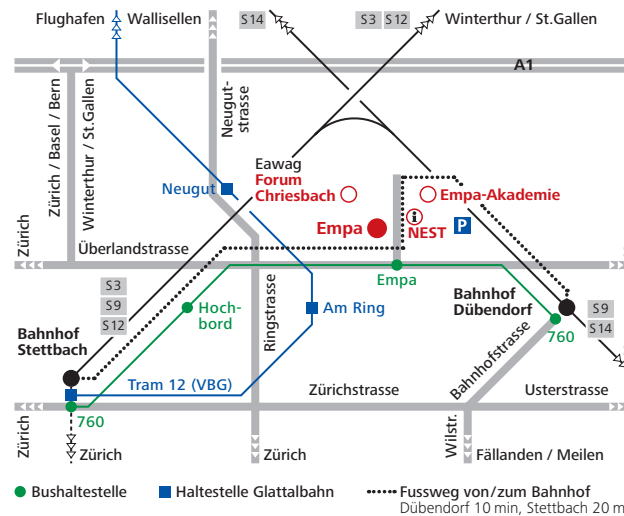 Flughafen
Wallisellen
S14
S3
S12
Winterthur / St.Gallen
A1
Neugut-
strasse
Zürich / Basel / Bern
Winterthur / St.Gallen
Eawag
Forum
Chriesbach
Neugut
Empa-Akademie
Empa
i
NEST
P
Zürich
Überlandstrasse
Empa
S3
S9
S12
Hoch-
bord
Ringstrasse
Am Ring
Bahnhof
Dübendorf
S9
S14
760
Bahnhof
Stettbach
Bahnhofstrasse
Tram 12 (VBG)
Zürichstrasse
Usterstrasse
760
Zürich
Zürich
Zürich
Wilstr.
Fällanden / Meilen
Bushaltestelle
Haltestelle Glattalbahn
Fussweg von/zum Bahnhof
Dübendorf 10 min, Stettbach 20 m